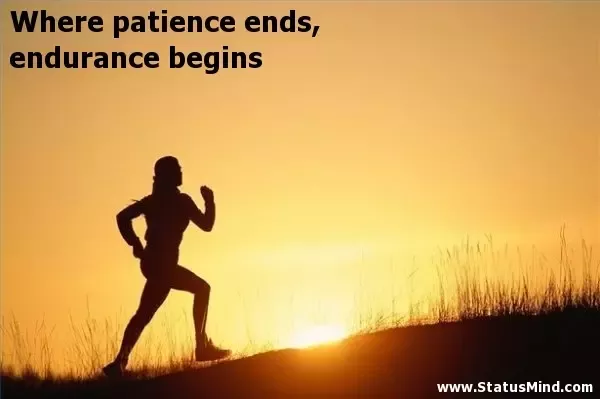 Where patience ends,
endurance begins
www.StatusMind.com